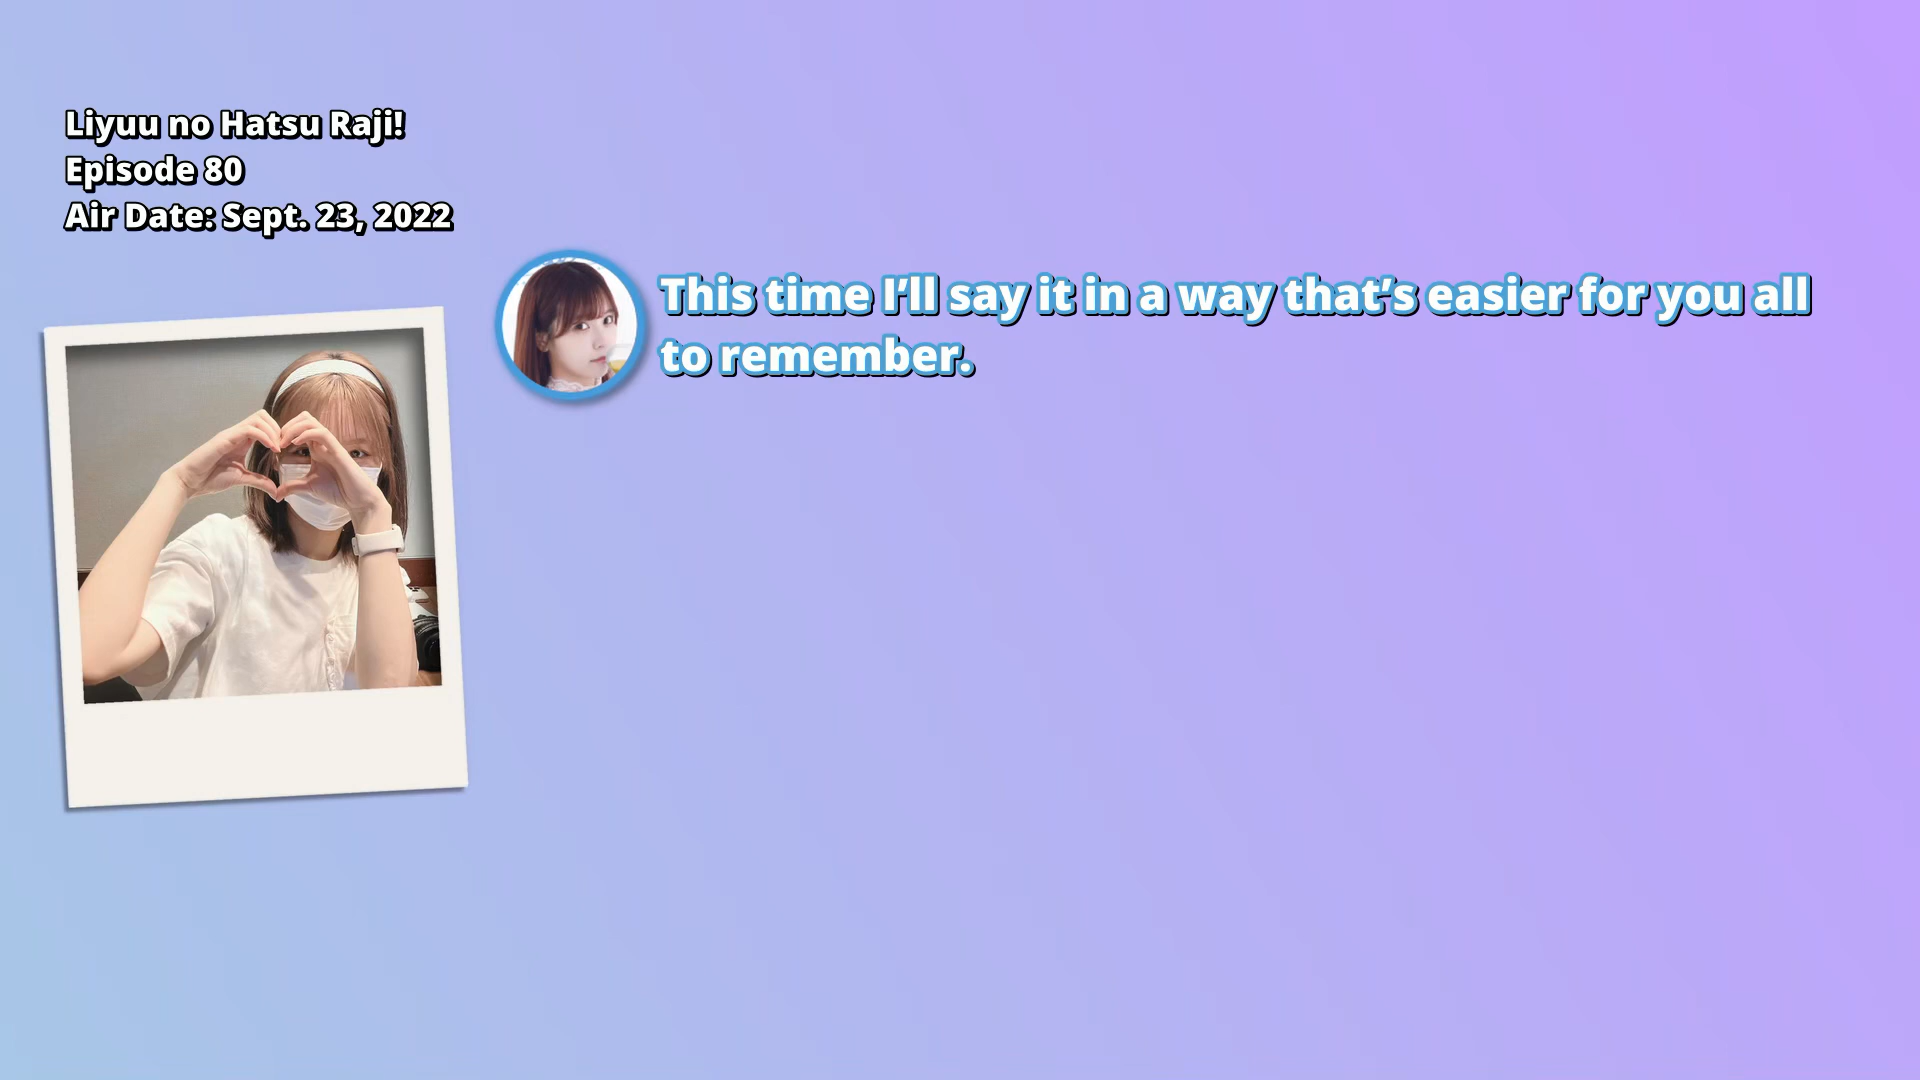 Liyuu no Hatsu Raji!
Episode 80
Air Date: Sept. 23, 2022
This time I’ll say it in a way that’s easier for you all
to remember.